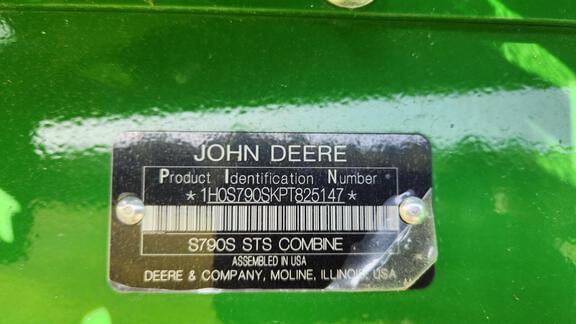 JOHN DEERE
Product Identification Number
*1H0S790SKPT825147*
S790S STS COMBINE
ASSEMBLED IN USA
DEERE & COMPANY, MOLINE, ILLINOIS, USA